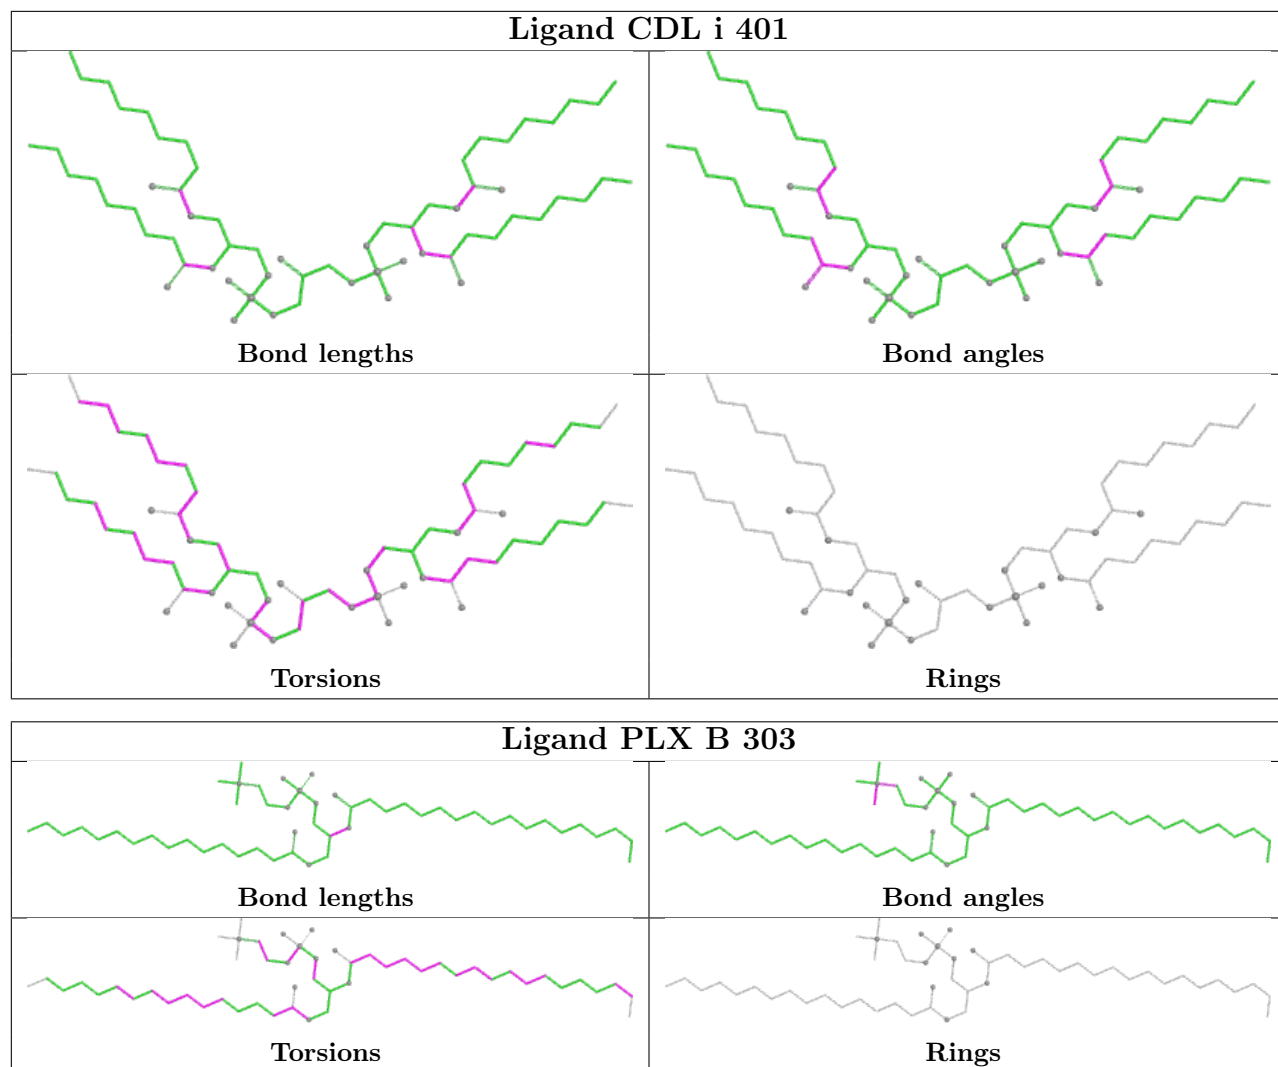 Ligand CDL i 401
Bond lengths
Bond angles
Torsions
Rings
Ligand PLX B 303
Bond lengths
Bond angles
Torsions
Rings